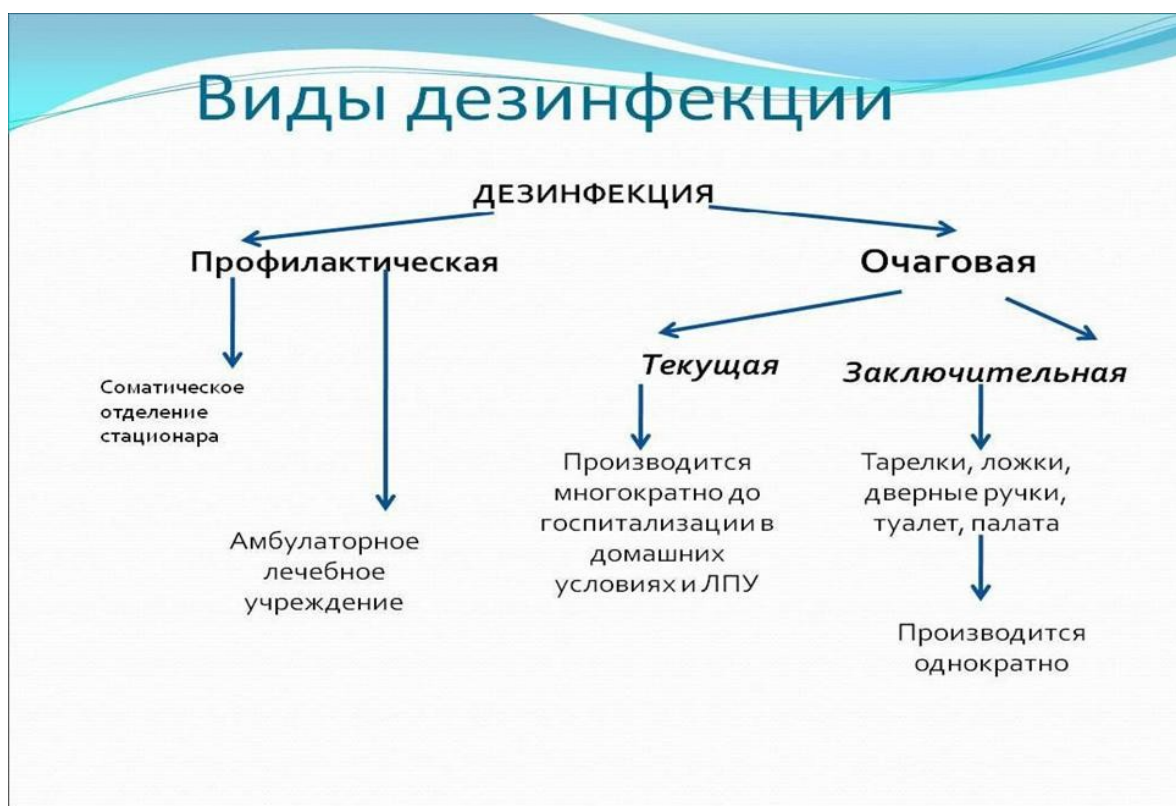 Виды дезинфекции
ДЕЗИНФЕКЦИЯ
Профилактическая
Очаговая
Соматическое
отделение
стационара
Амбулаторное
лечебное
учреждение
Текущая
Производится
многократно до
госпитализации в
домашних
условиях и ЛПУ
Заключительная
Тарелки, ложки,
дверные ручки,
туалет, палата
Производится
однократно